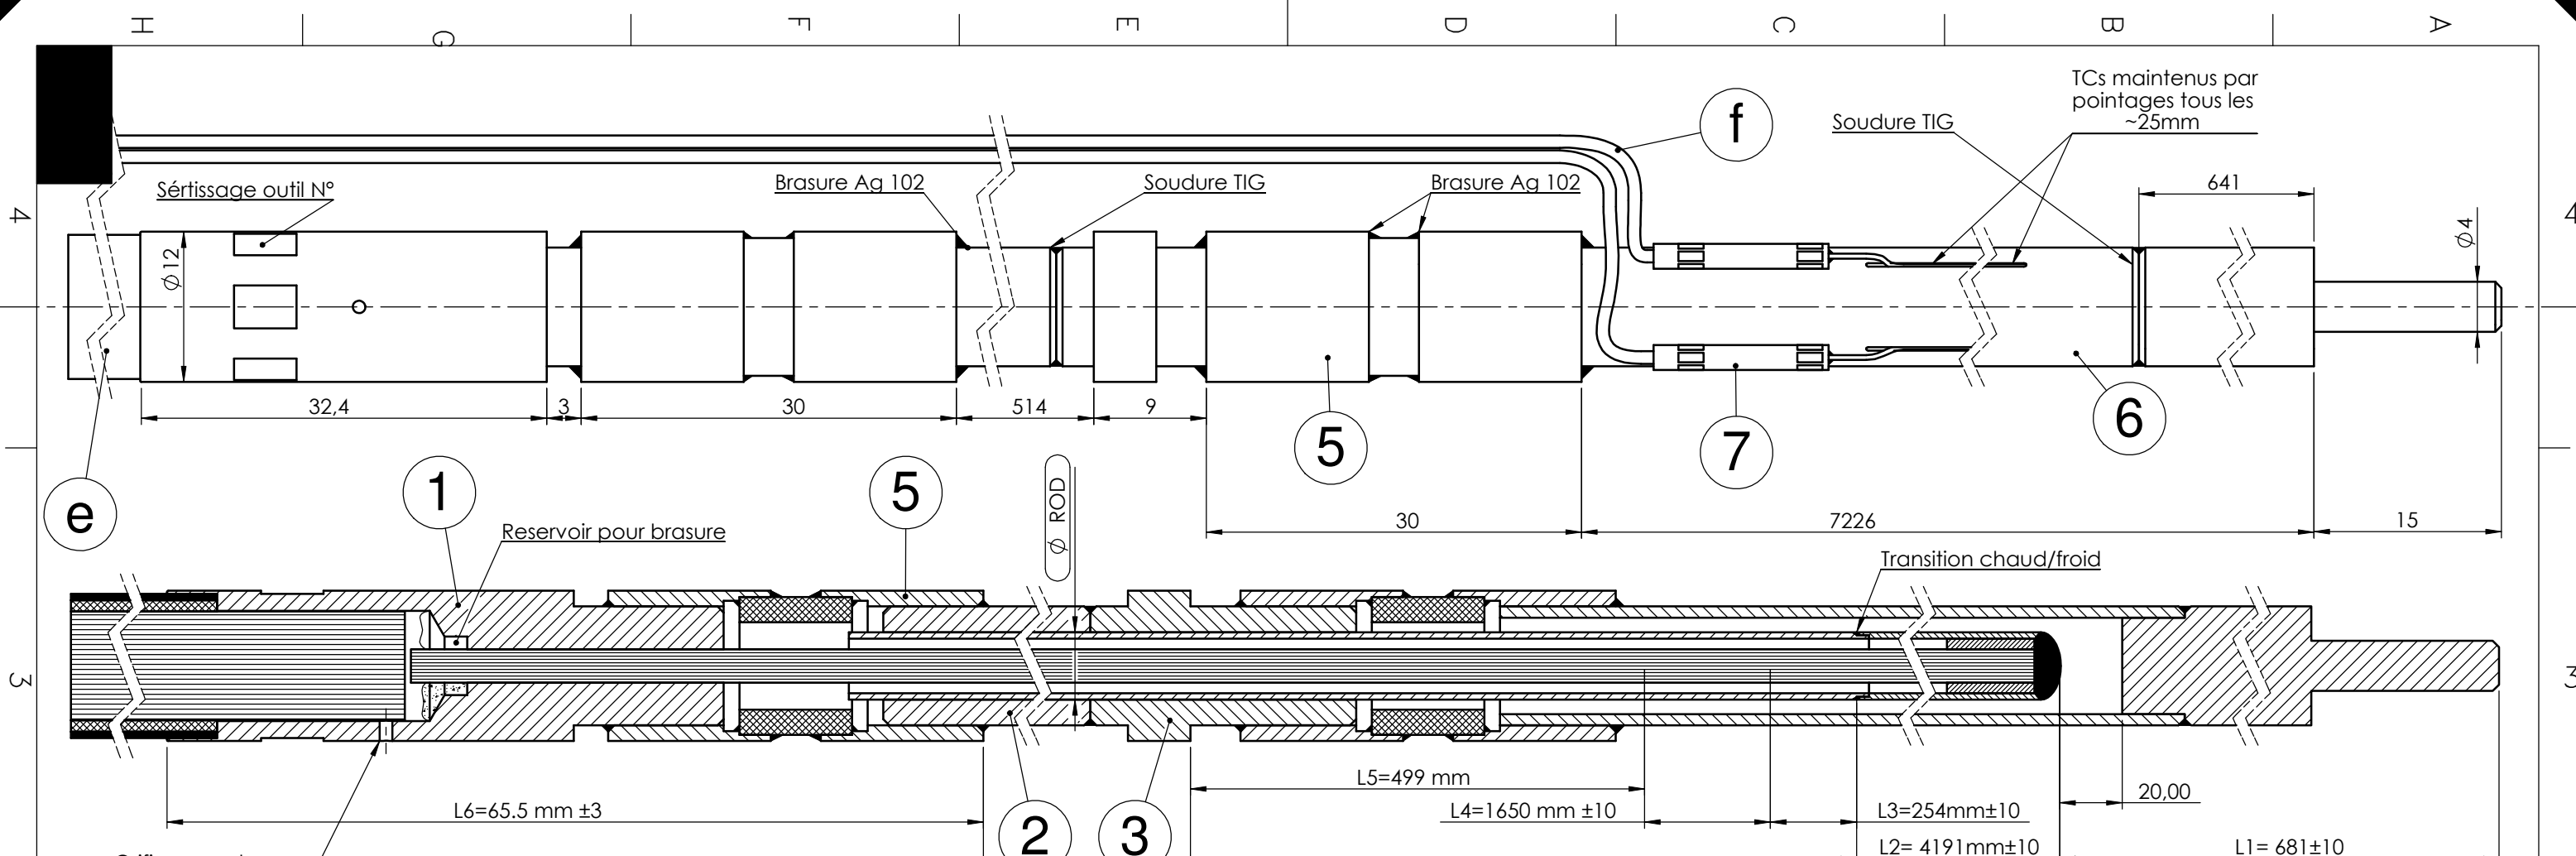 H
G
F
E
D
C
B
A
TCs maintenus par
pointages tous les
~25mm
Soudure TIG
f
4
4
Sértissage outil N°
Brasure Ag 102
Soudure TIG
Brasure Ag 102
641
Ø4
Ø12
32,4
3
30
514
9
5
7
6
e
1
5
Ø ROD
Reservoir pour brasure
30
7226
15
Transition chaud/froid
3
3
L5=499 mm
L6=65.5 mm ±3
2
3
L4=1650 mm ±10
L3=254mm±10
20,00
L2= 4191mm±10
L1= 681±10